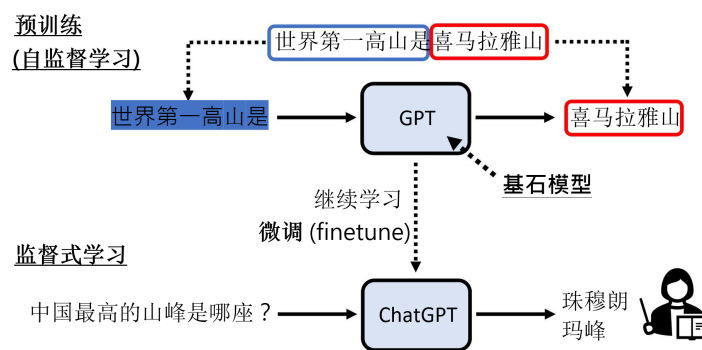 预训练
(自监督学习)
世界第一高山是喜马拉雅山
世界第一高山是
GPT
喜马拉雅山
基石模型
继续学习
微调 (finetune)
监督式学习
中国最高的山峰是哪座？
ChatGPT
珠穆朗
玛峰